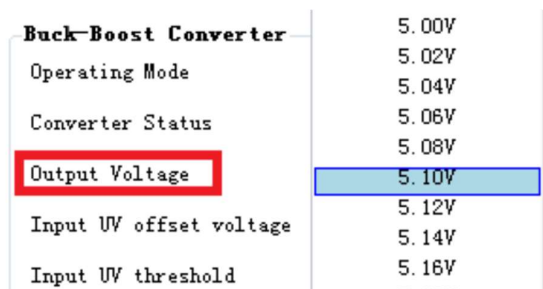 Buck-Boost Converter
Operating Mode
Converter Status
Output Voltage
Input UV offset voltage
Input UV threshold
5.00V
5.02V
5.04V
5.06V
5.08V
5.10V
5.12V
5.14V
5.16V